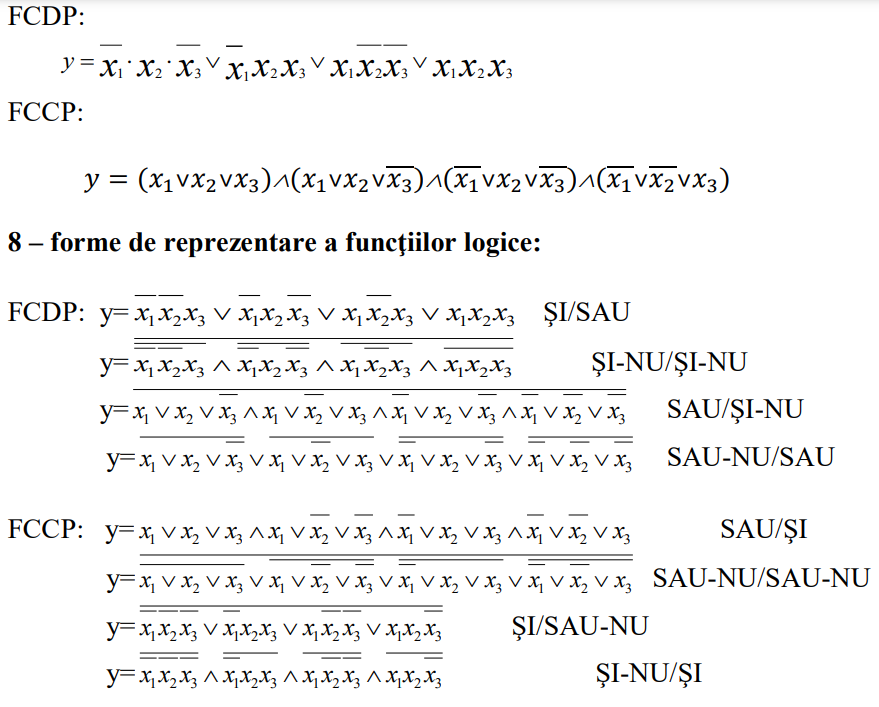 FCDP:
$y = \overline{x_1} \cdot x_2 \cdot \overline{x_3} \vee \overline{x}_1 x_2 x_3 \vee x_1 \overline{x_2} \overline{x_3} \vee x_1 x_2 x_3$
FCCP:
$y = (x_1 \vee x_2 \vee x_3) \wedge (x_1 \vee x_2 \vee \overline{x_3}) \wedge (\overline{x_1} \vee x_2 \vee \overline{x_3}) \wedge (\overline{x_1} \vee \overline{x_2} \vee x_3)$
8 – forme de reprezentare a funcţiilor logice:
FCDP: $y = \overline{x_1} \overline{x_2} x_3 \vee \overline{x_1} x_2 \overline{x_3} \vee x_1 \overline{x_2} x_3 \vee x_1 x_2 x_3$ ŞI/SAU
$y = \overline{\overline{\overline{x_1} \overline{x_2} x_3} \wedge \overline{\overline{x_1} x_2 \overline{x_3}} \wedge \overline{x_1 \overline{x_2} x_3} \wedge \overline{x_1 x_2 x_3}}$ ŞI-NU/ŞI-NU
$y = \overline{x_1 \vee x_2 \vee \overline{x_3} \wedge x_1 \vee \overline{x_2} \vee x_3 \wedge \overline{x_1} \vee x_2 \vee \overline{x_3} \wedge \overline{x_1} \vee \overline{x_2} \vee \overline{x_3}}$ SAU/ŞI-NU
$y = \overline{x_1 \vee x_2 \vee \overline{x_3}} \vee \overline{x_1 \vee \overline{x_2} \vee x_3} \vee \overline{\overline{x_1} \vee x_2 \vee \overline{x_3}} \vee \overline{\overline{x_1} \vee \overline{x_2} \vee \overline{x_3}}$ SAU-NU/SAU
FCCP: $y = x_1 \vee x_2 \vee x_3 \wedge x_1 \vee \overline{x_2} \vee \overline{x_3} \wedge \overline{x_1} \vee x_2 \vee x_3 \wedge \overline{x_1} \vee \overline{x_2} \vee x_3$ SAU/ŞI
$y = \overline{\overline{x_1 \vee x_2 \vee x_3} \vee \overline{x_1 \vee \overline{x_2} \vee \overline{x_3}} \vee \overline{\overline{x_1} \vee x_2 \vee x_3} \vee \overline{\overline{x_1} \vee \overline{x_2} \vee x_3}}$ SAU-NU/SAU-NU
$y = \overline{\overline{x_1} \overline{x_2} \overline{x_3} \vee \overline{x_1} x_2 x_3 \vee x_1 \overline{x_2} \overline{x_3} \vee x_1 x_2 \overline{x_3}}$ ŞI/SAU-NU
$y = \overline{\overline{x_1} \overline{x_2} \overline{x_3}} \wedge \overline{\overline{x_1} x_2 x_3} \wedge \overline{x_1 \overline{x_2} \overline{x_3}} \wedge \overline{x_1 x_2 \overline{x_3}}$ ŞI-NU/ŞI